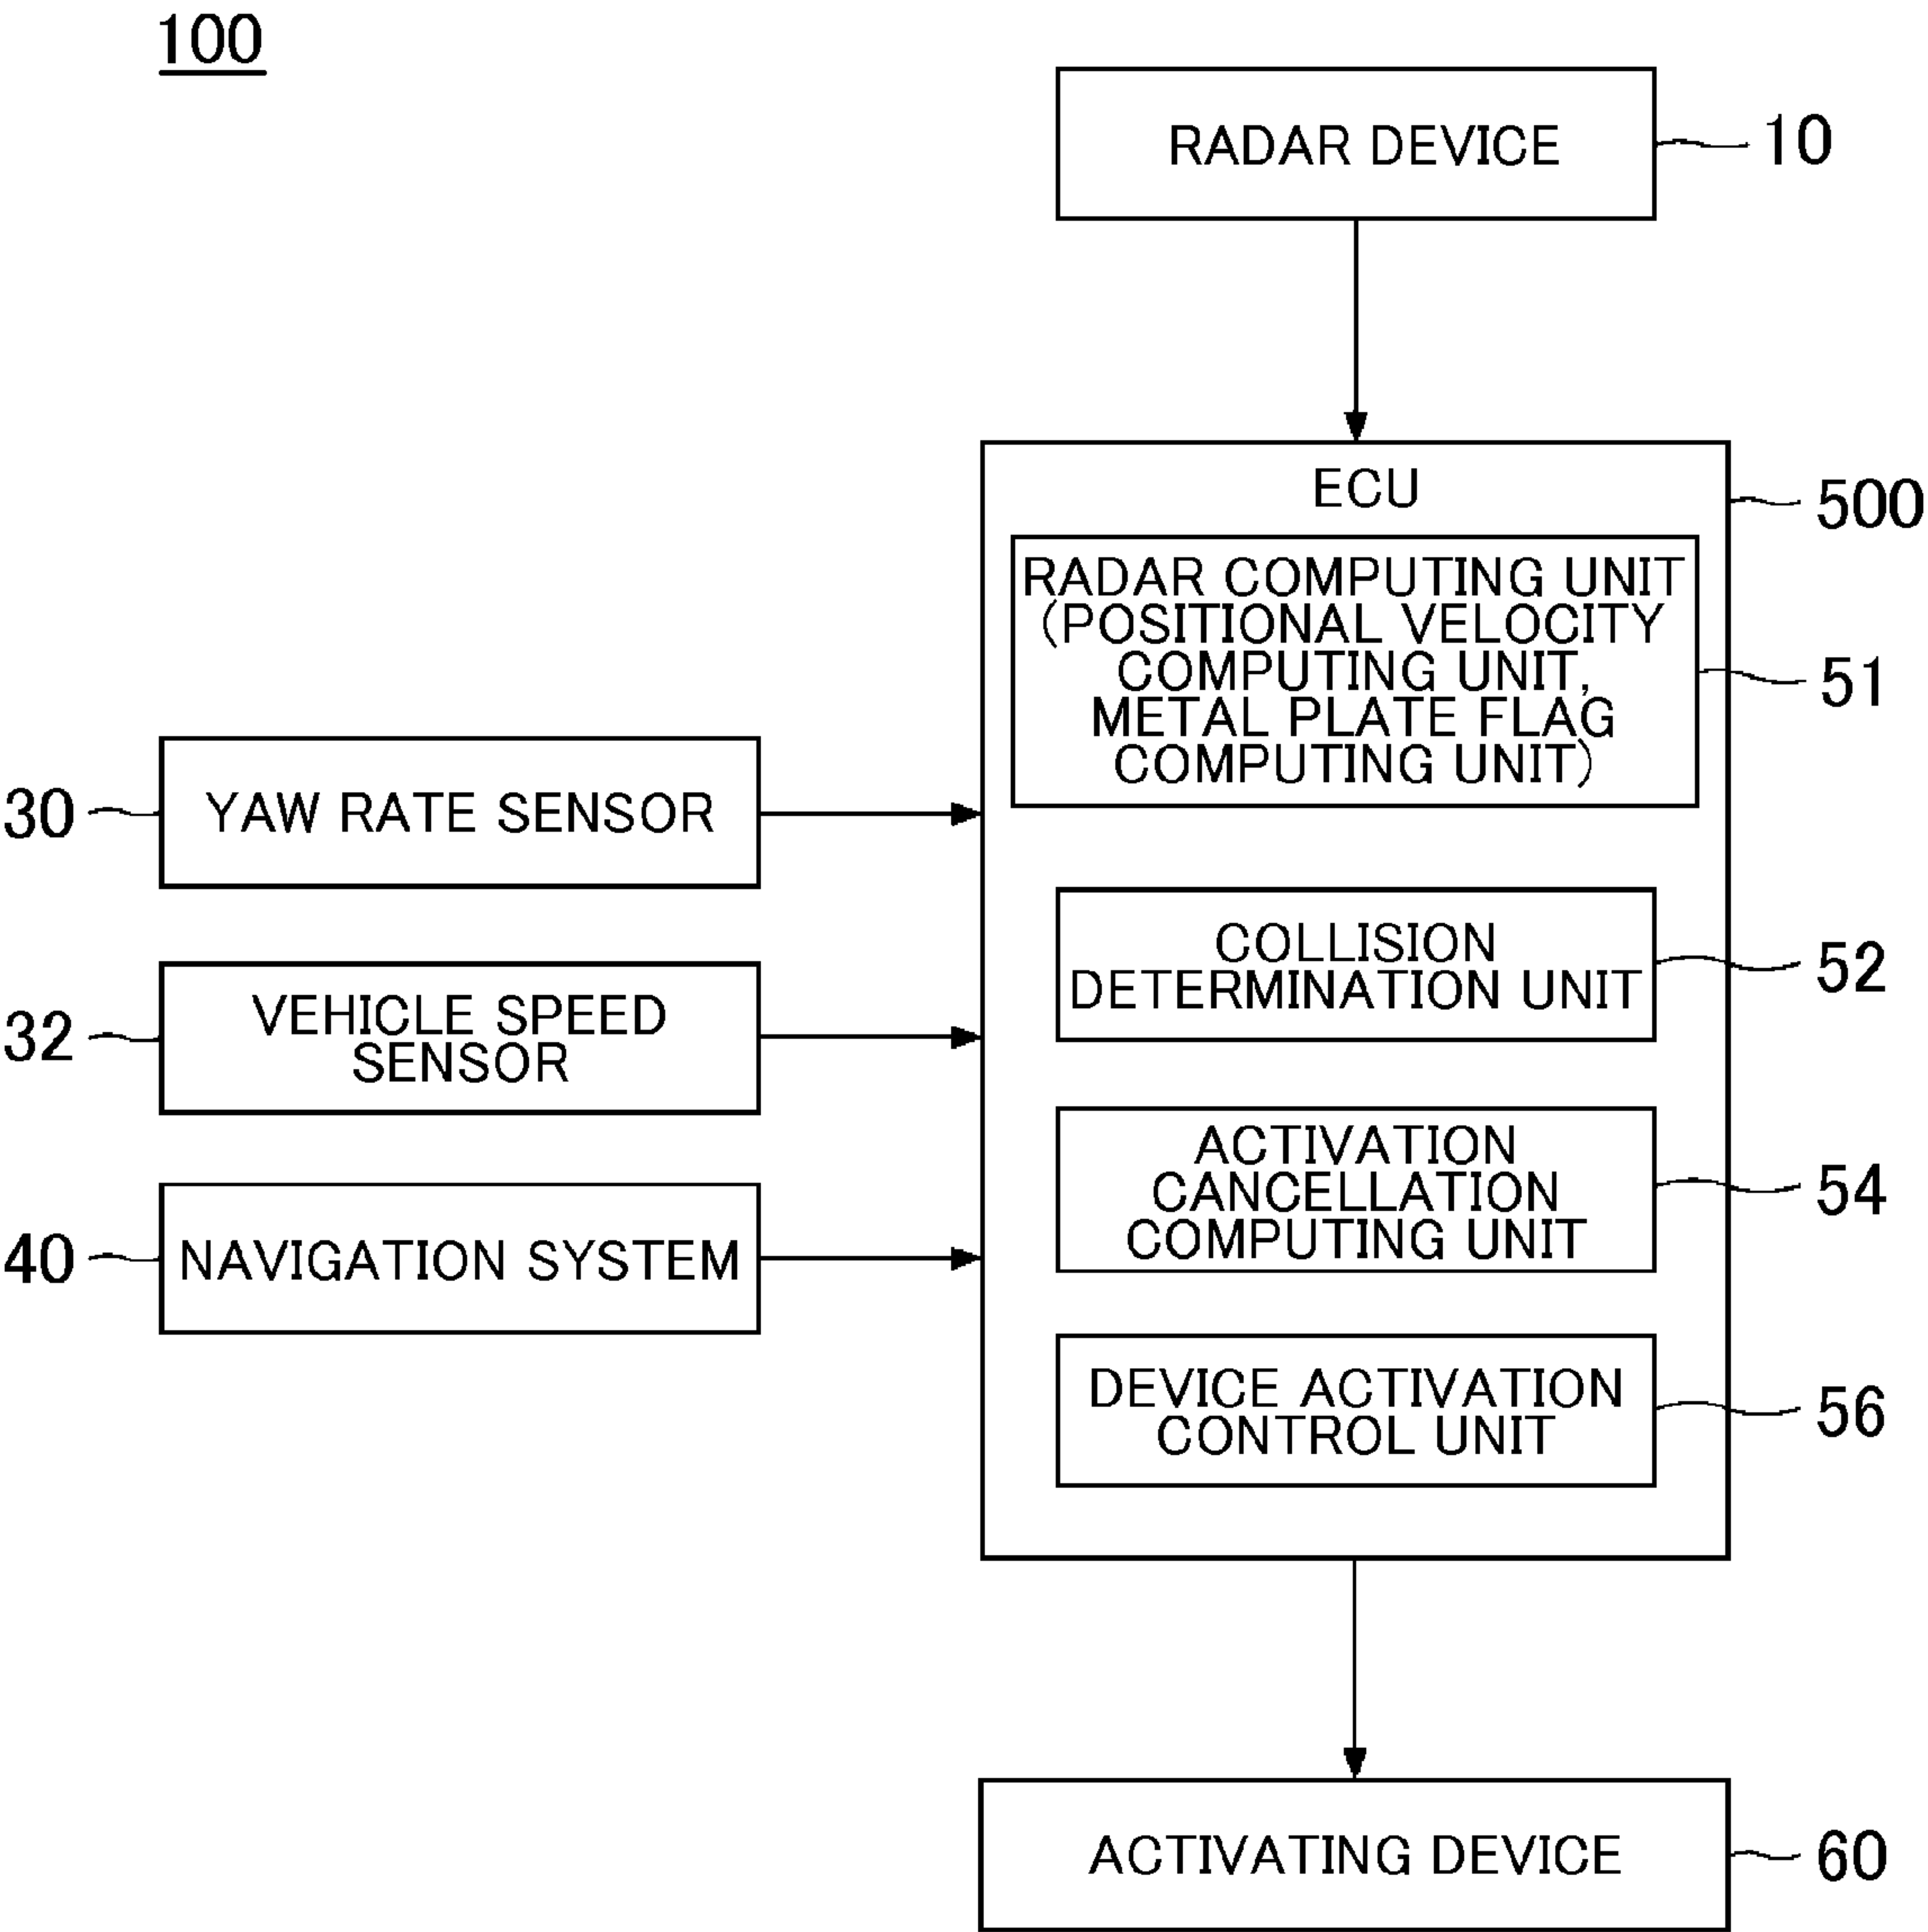 100
RADAR DEVICE
10
ECU
500
RADAR COMPUTING UNIT
(POSITIONAL VELOCITY
COMPUTING UNIT,
METAL PLATE FLAG
COMPUTING UNIT)
51
30
YAW RATE SENSOR
COLLISION
DETERMINATION UNIT
52
32
VEHICLE SPEED
SENSOR
ACTIVATION
CANCELLATION
COMPUTING UNIT
54
40
NAVIGATION SYSTEM
DEVICE ACTIVATION
CONTROL UNIT
56
ACTIVATING DEVICE
60